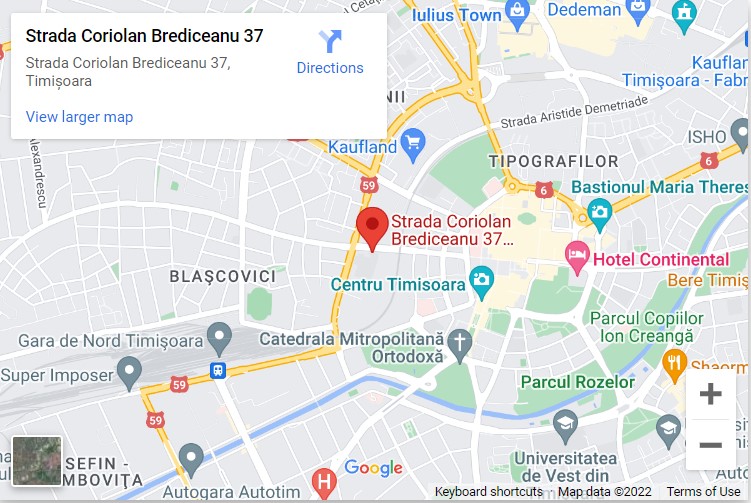 Strada Coriolan Brediceanu 37
Strada Coriolan Brediceanu 37,
Timișoara
Directions
View larger map
Iulius Town
Dedeman
Kaufland
Timișoara - Fabr
NII
Strada Aristide Demetriade
ISHO
Kaufland
TIPOGRAFILOR
6
59
6
Bastionul Maria Theres
Alexandrescu
Strada Coriolan
Brediceanu 37...
Hotel Continental
BLAȘCOVICI
Centru Timisoara
Bere Timiș
Parcul Copiilor
Ion Creangă
Gara de Nord Timișoara
Catedrala Mitropolitană
Ortodoxă
Super Imposer
59
Shaorm
Parcul Rozelor
59
SEFIN -
MBOVIȚA
Universitatea
de Vest din
Autogara Autotim
H
Google
Keyboard shortcuts
Map data ©2022
Terms of Use